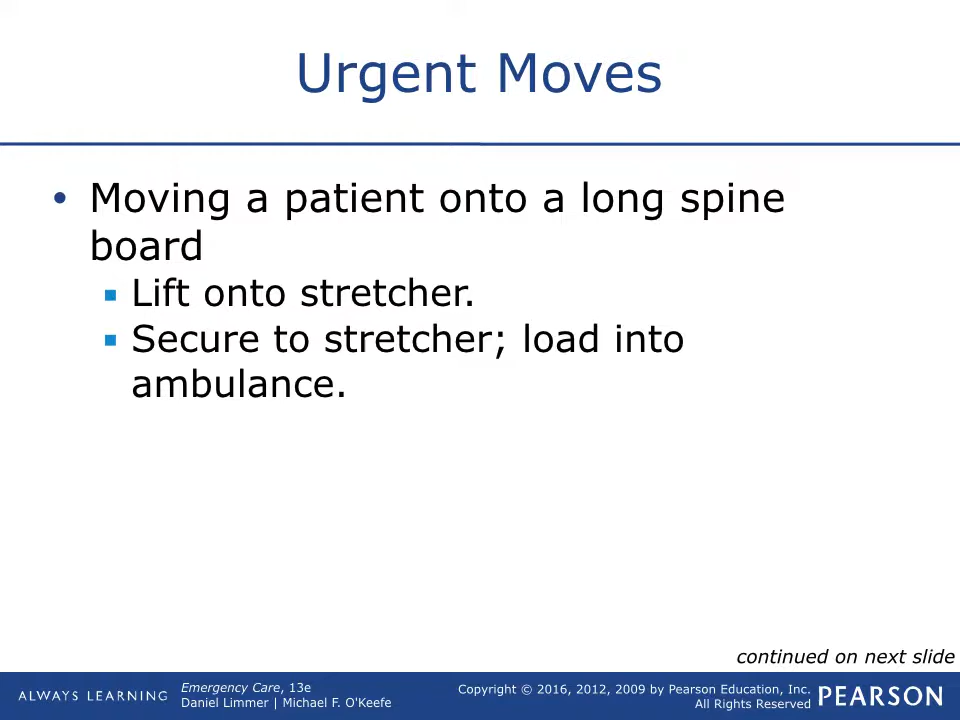 Urgent Moves
• Moving a patient onto a long spine
board
▪ Lift onto stretcher.
▪ Secure to stretcher; load into
ambulance.
continued on next slide
ALWAYS LEARNING
Emergency Care, 13e
Daniel Limmer | Michael F. O'Keefe
Copyright © 2016, 2012, 2009 by Pearson Education, Inc.
All Rights Reserved
PEARSON